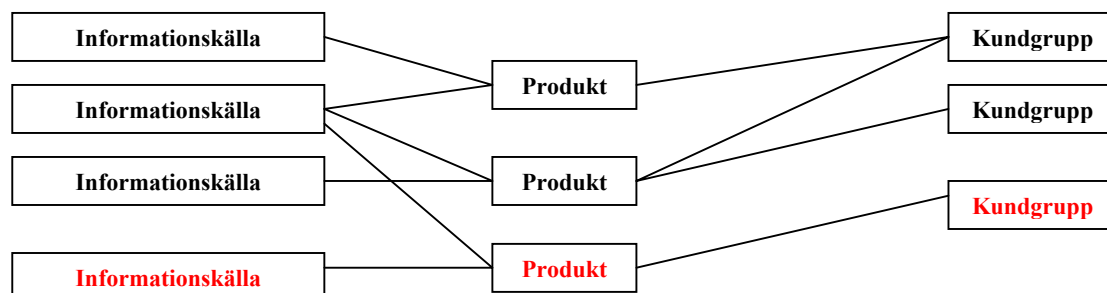 Informationskälla
Informationskälla
Informationskälla
Informationskälla
Produkt
Produkt
Produkt
Kundgrupp
Kundgrupp
Kundgrupp